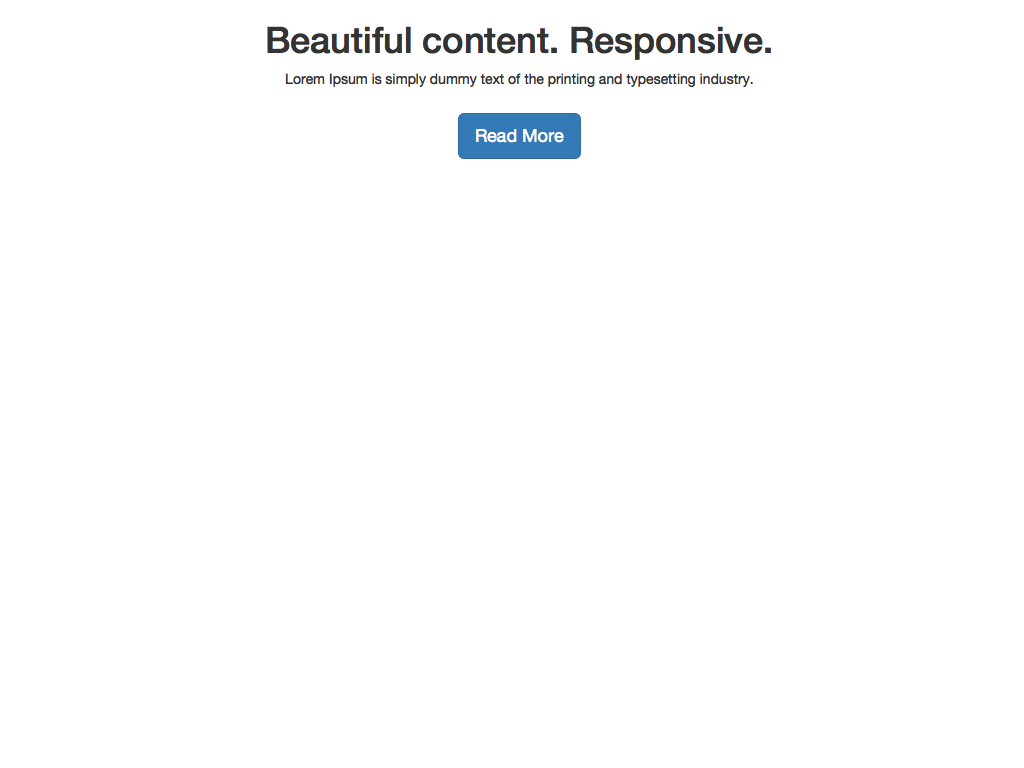 Beautiful content. Responsive.
Lorem Ipsum is simply dummy text of the printing and typesetting industry.
Read More